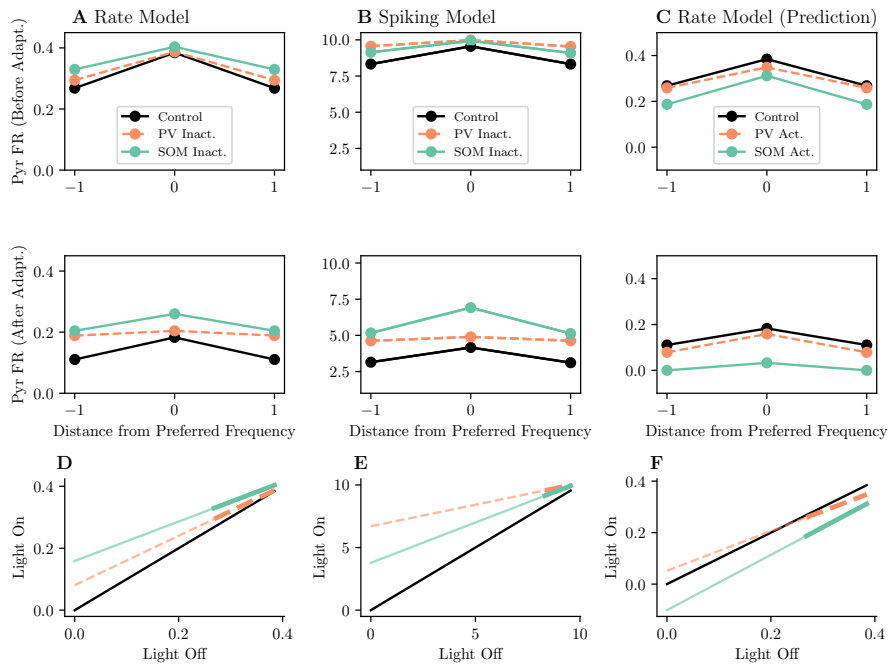 A Rate Model
B Spiking Model
C Rate Model (Prediction)
Pyr FR (Before Adapt.)
0.4
0.2
0.0
Control
PV Inact.
SOM Inact.
−1 0 1
10.0
7.5
5.0
2.5
Control
PV Inact.
SOM Inact.
−1 0 1
0.4
0.2
0.0
Control
PV Act.
SOM Act.
−1 0 1
Pyr FR (After Adapt.)
0.4
0.2
0.0
−1 0 1
Distance from Preferred Frequency
10.0
7.5
5.0
2.5
−1 0 1
Distance from Preferred Frequency
0.4
0.2
0.0
−1 0 1
Distance from Preferred Frequency
D
Light On
0.4
0.2
0.0
0.0 0.2 0.4
Light Off
E
Light On
10
5
0
0 5 10
Light Off
F
Light On
0.4
0.2
0.0
0.0 0.2 0.4
Light Off